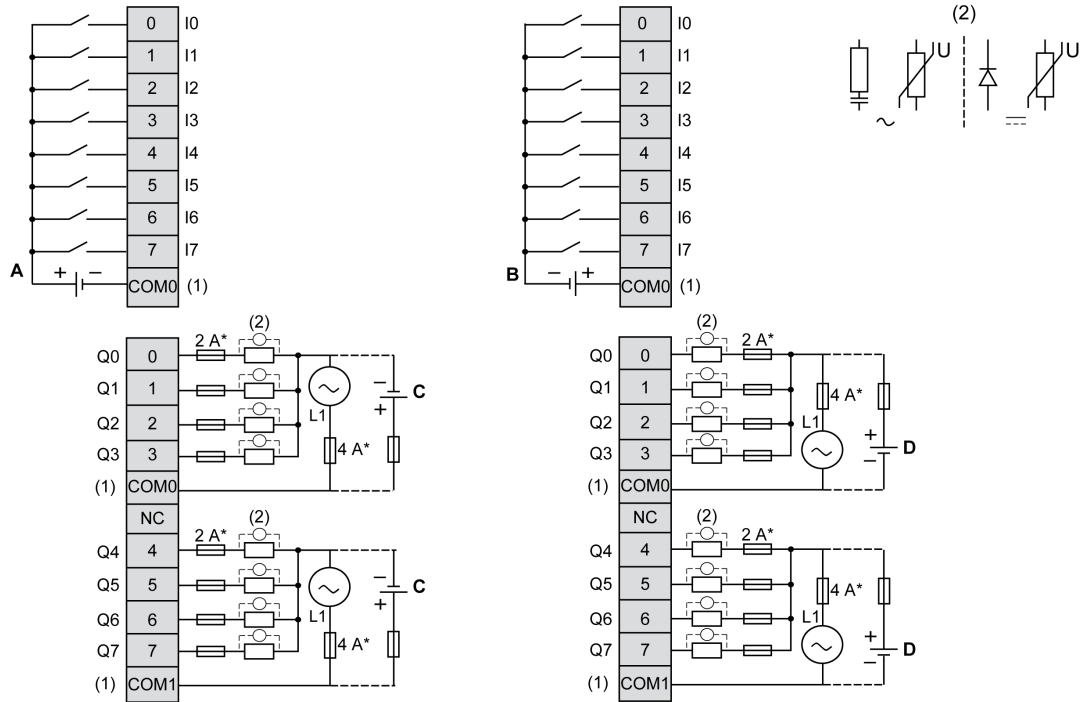 0 I0
1 I1
2 I2
3 I3
4 I4
5 I5
6 I6
7 I7
A + − COM0 (1)
0 I0
1 I1
2 I2
3 I3
4 I4
5 I5
6 I6
7 I7
B − + COM0 (1)
(2)
U U
(2)
Q0 0 2 A*
Q1 1 − C
+
L1
Q2 2
Q3 3 4 A*
(1) COM0
NC
(2)
Q4 4 2 A*
Q5 5 − C
+
L1
Q6 6
Q7 7 4 A*
(1) COM1
(2)
Q0 0 2 A*
Q1 1 4 A*
Q2 2 L1 +
Q3 3 − D
(1) COM0
NC
(2)
Q4 4 2 A*
Q5 5 4 A*
Q6 6 L1 +
Q7 7 − D
(1) COM1